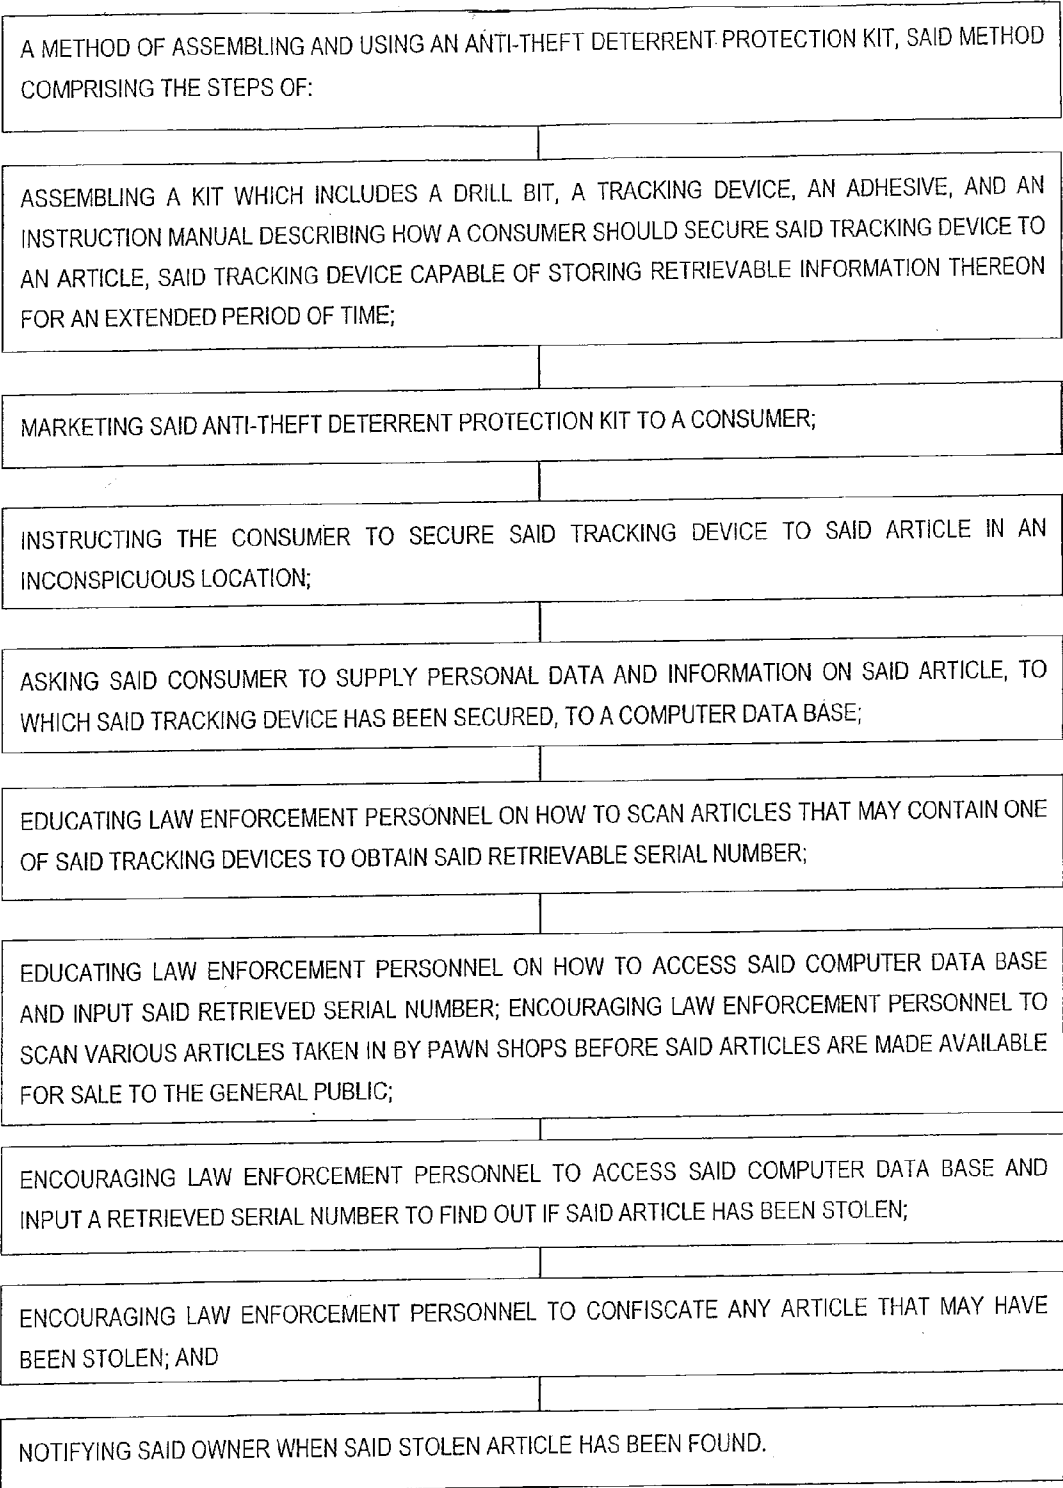 A METHOD OF ASSEMBLING AND USING AN ANTI-THEFT DETERRENT PROTECTION KIT, SAID METHOD
COMPRISING THE STEPS OF:
ASSEMBLING A KIT WHICH INCLUDES A DRILL BIT, A TRACKING DEVICE, AN ADHESIVE, AND AN
INSTRUCTION MANUAL DESCRIBING HOW A CONSUMER SHOULD SECURE SAID TRACKING DEVICE TO
AN ARTICLE, SAID TRACKING DEVICE CAPABLE OF STORING RETRIEVABLE INFORMATION THEREON
FOR AN EXTENDED PERIOD OF TIME;
MARKETING SAID ANTI-THEFT DETERRENT PROTECTION KIT TO A CONSUMER;
INSTRUCTING THE CONSUMER TO SECURE SAID TRACKING DEVICE TO SAID ARTICLE IN AN
INCONSPICUOUS LOCATION;
ASKING SAID CONSUMER TO SUPPLY PERSONAL DATA AND INFORMATION ON SAID ARTICLE, TO
WHICH SAID TRACKING DEVICE HAS BEEN SECURED, TO A COMPUTER DATA BASE;
EDUCATING LAW ENFORCEMENT PERSONNEL ON HOW TO SCAN ARTICLES THAT MAY CONTAIN ONE
OF SAID TRACKING DEVICES TO OBTAIN SAID RETRIEVABLE SERIAL NUMBER;
EDUCATING LAW ENFORCEMENT PERSONNEL ON HOW TO ACCESS SAID COMPUTER DATA BASE
AND INPUT SAID RETRIEVED SERIAL NUMBER; ENCOURAGING LAW ENFORCEMENT PERSONNEL TO
SCAN VARIOUS ARTICLES TAKEN IN BY PAWN SHOPS BEFORE SAID ARTICLES ARE MADE AVAILABLE
FOR SALE TO THE GENERAL PUBLIC;
ENCOURAGING LAW ENFORCEMENT PERSONNEL TO ACCESS SAID COMPUTER DATA BASE AND
INPUT A RETRIEVED SERIAL NUMBER TO FIND OUT IF SAID ARTICLE HAS BEEN STOLEN;
ENCOURAGING LAW ENFORCEMENT PERSONNEL TO CONFISCATE ANY ARTICLE THAT MAY HAVE
BEEN STOLEN; AND
NOTIFYING SAID OWNER WHEN SAID STOLEN ARTICLE HAS BEEN FOUND.